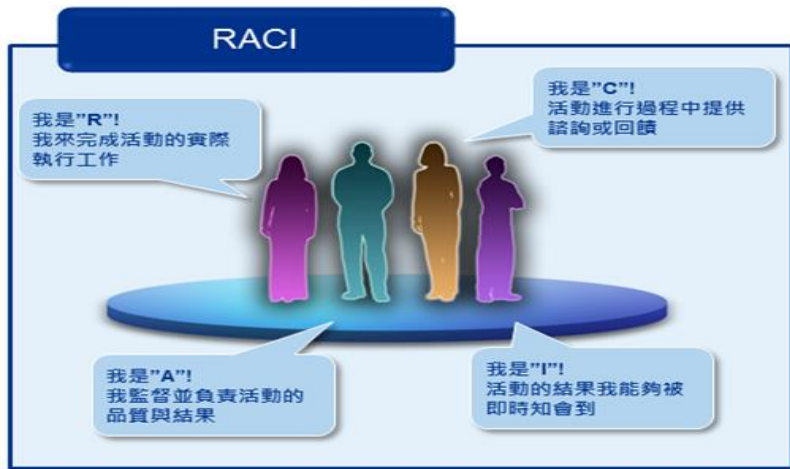 RACI
我是"R"!
我來完成活動的實際
執行工作
我是"C"!
活動進行過程中提供
諮詢或回饋
我是"A"!
我監督並負責活動的
品質與結果
我是"I"!
活動的結果我能夠被
即時知會到